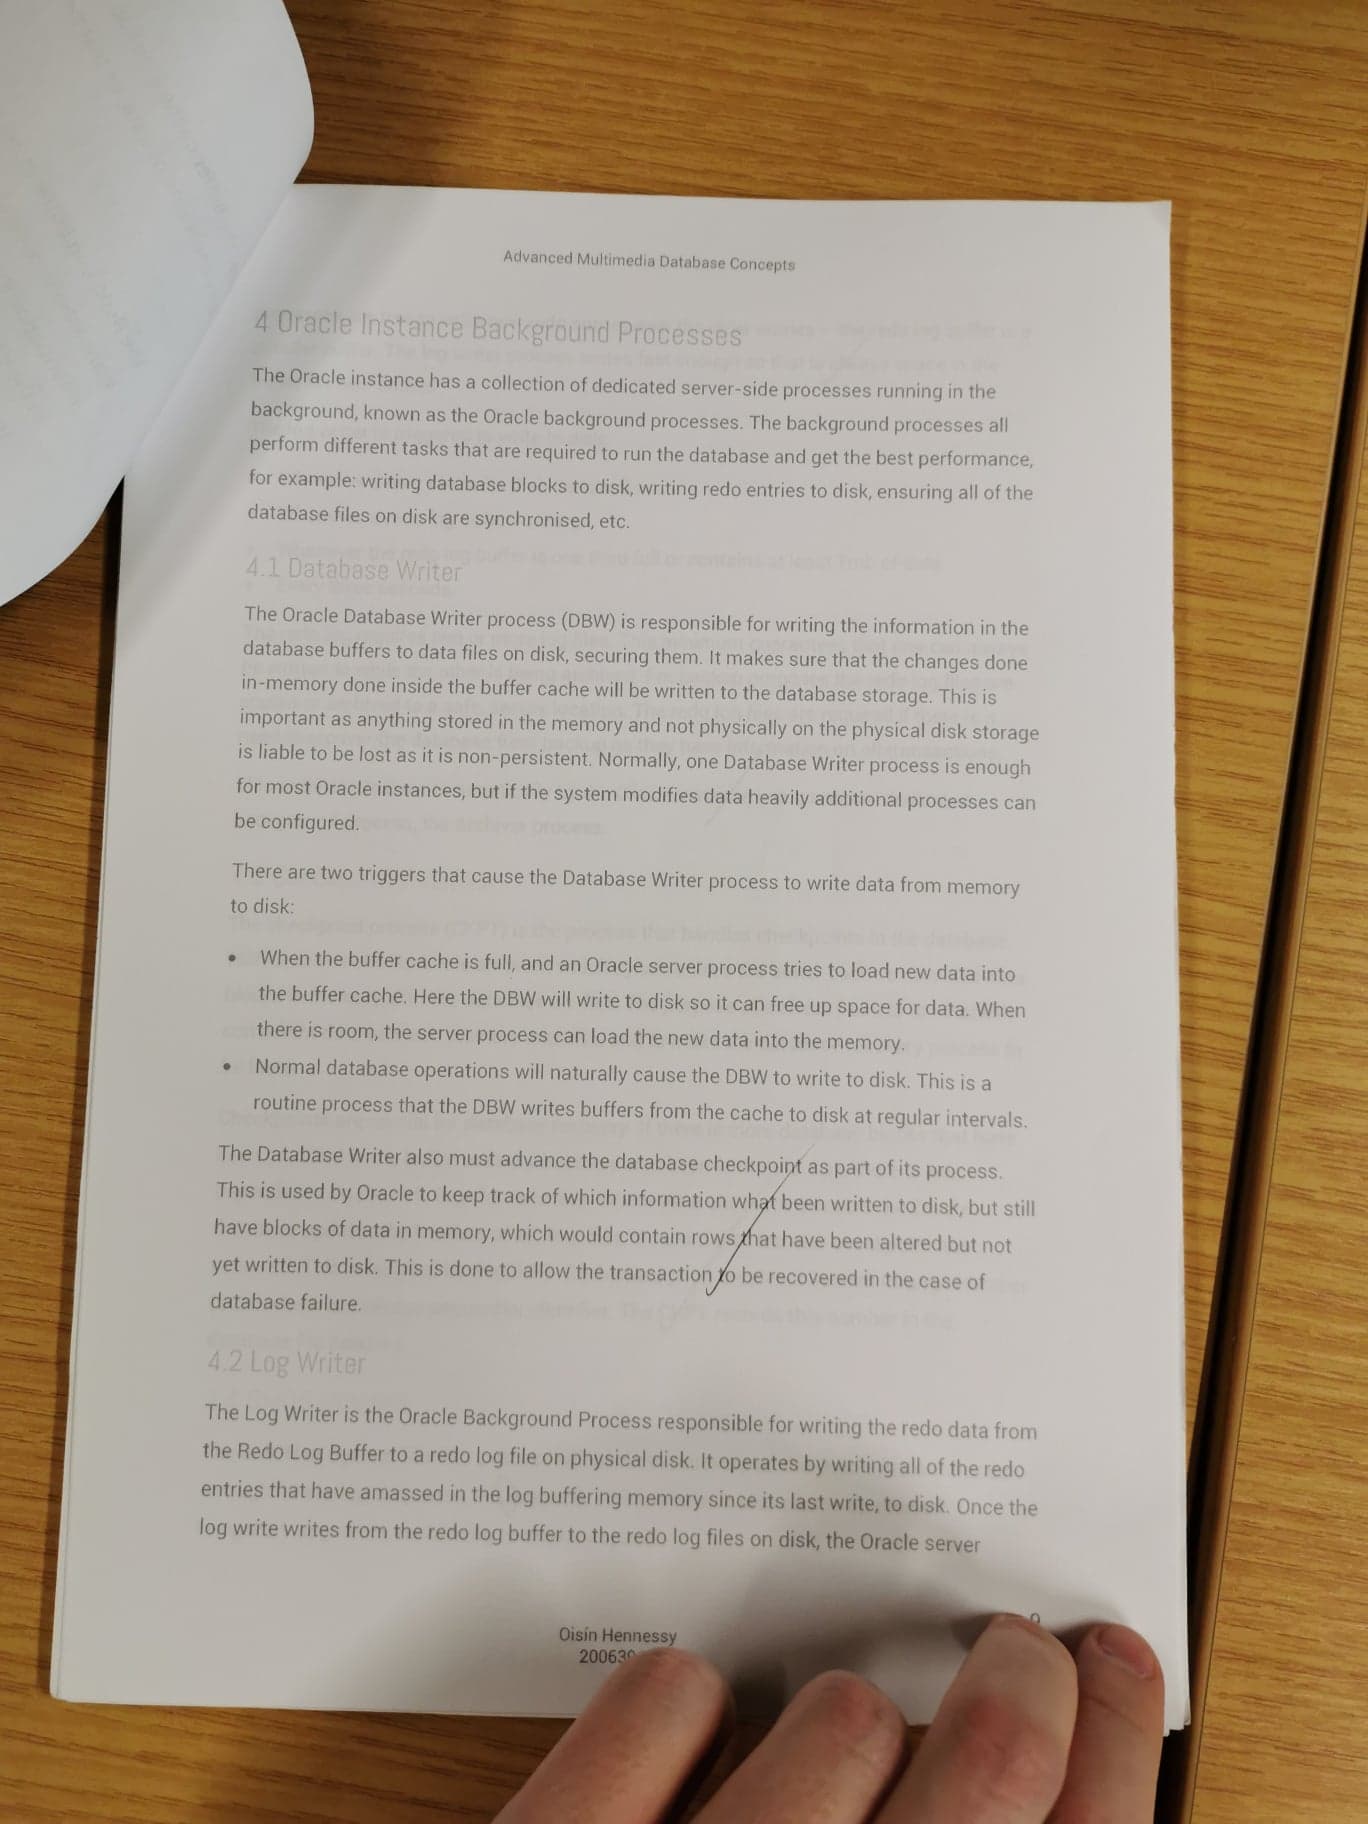 Advanced Multimedia Database Concepts
4 Oracle Instance Background Processes
The Oracle instance has a collection of dedicated server-side processes running in the
background, known as the Oracle background processes. The background processes all
perform different tasks that are required to run the database and get the best performance,
for example: writing database blocks to disk, writing redo entries to disk, ensuring all of the
database files on disk are synchronised, etc.
4.1 Database Writer
The Oracle Database Writer process (DBW) is responsible for writing the information in the
database buffers to data files on disk, securing them. It makes sure that the changes done
in-memory done inside the buffer cache will be written to the database storage. This is
important as anything stored in the memory and not physically on the physical disk storage
is liable to be lost as it is non-persistent. Normally, one Database Writer process is enough
for most Oracle instances, but if the system modifies data heavily additional processes can
be configured.
There are two triggers that cause the Database Writer process to write data from memory
to disk:
• When the buffer cache is full, and an Oracle server process tries to load new data into
the buffer cache. Here the DBW will write to disk so it can free up space for data. When
there is room, the server process can load the new data into the memory.
• Normal database operations will naturally cause the DBW to write to disk. This is a
routine process that the DBW writes buffers from the cache to disk at regular intervals.
The Database Writer also must advance the database checkpoint as part of its process.
This is used by Oracle to keep track of which information what been written to disk, but still
have blocks of data in memory, which would contain rows that have been altered but not
yet written to disk. This is done to allow the transaction to be recovered in the case of
database failure.
4.2 Log Writer
The Log Writer is the Oracle Background Process responsible for writing the redo data from
the Redo Log Buffer to a redo log file on physical disk. It operates by writing all of the redo
entries that have amassed in the log buffering memory since its last write, to disk. Once the
log write writes from the redo log buffer to the redo log files on disk, the Oracle server
Oisín Hennessy